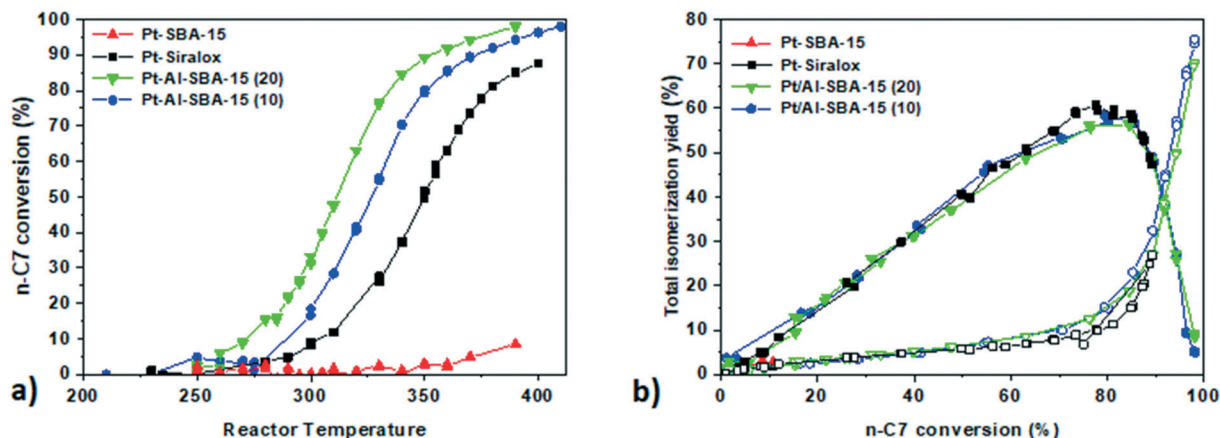 100
90
80
70
60
50
40
30
20
10
0
n-C7 conversion (%)
Pt-SBA-15
Pt-Siralox
Pt-Al-SBA-15 (20)
Pt-Al-SBA-15 (10)
200 250 300 350 400
Reactor Temperature
a)
80
70
60
50
40
30
20
10
0
Total isomerization yield (%)
Pt-SBA-15
Pt-Siralox
Pt/Al-SBA-15 (20)
Pt/Al-SBA-15 (10)
0 20 40 60 80 100
n-C7 conversion (%)
b)